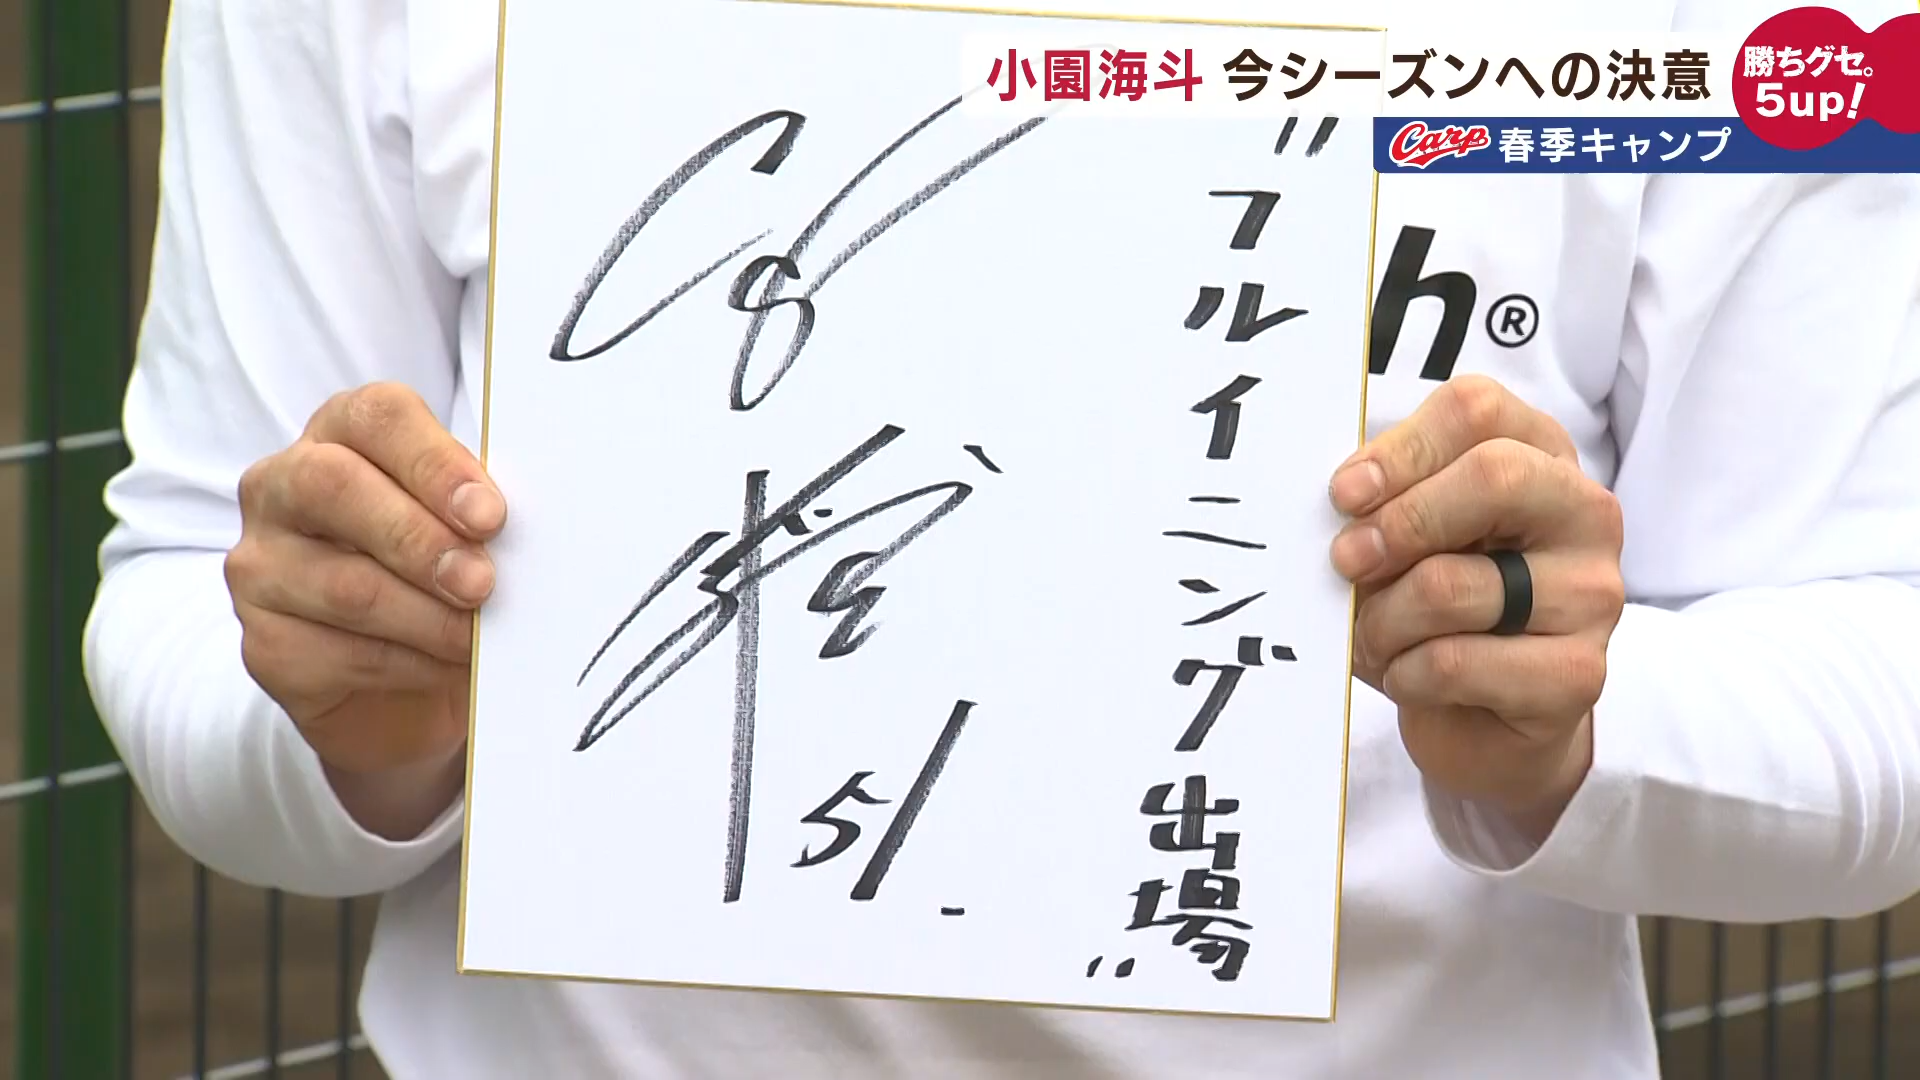 小園海斗 今シーズンへの決意
勝ちグセ。
5up!
Carp 春季キャンプ
"フルイニング出場"
51
h®